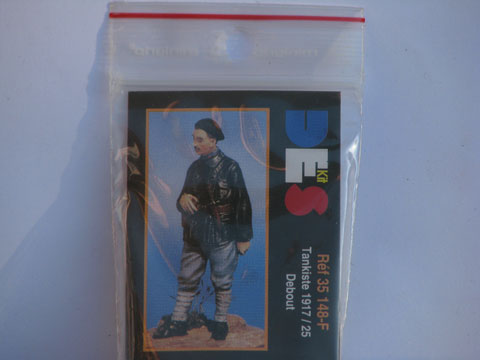 DES
Kit
Réf 35 148-F
Tankiste 1917 / 25
Debout